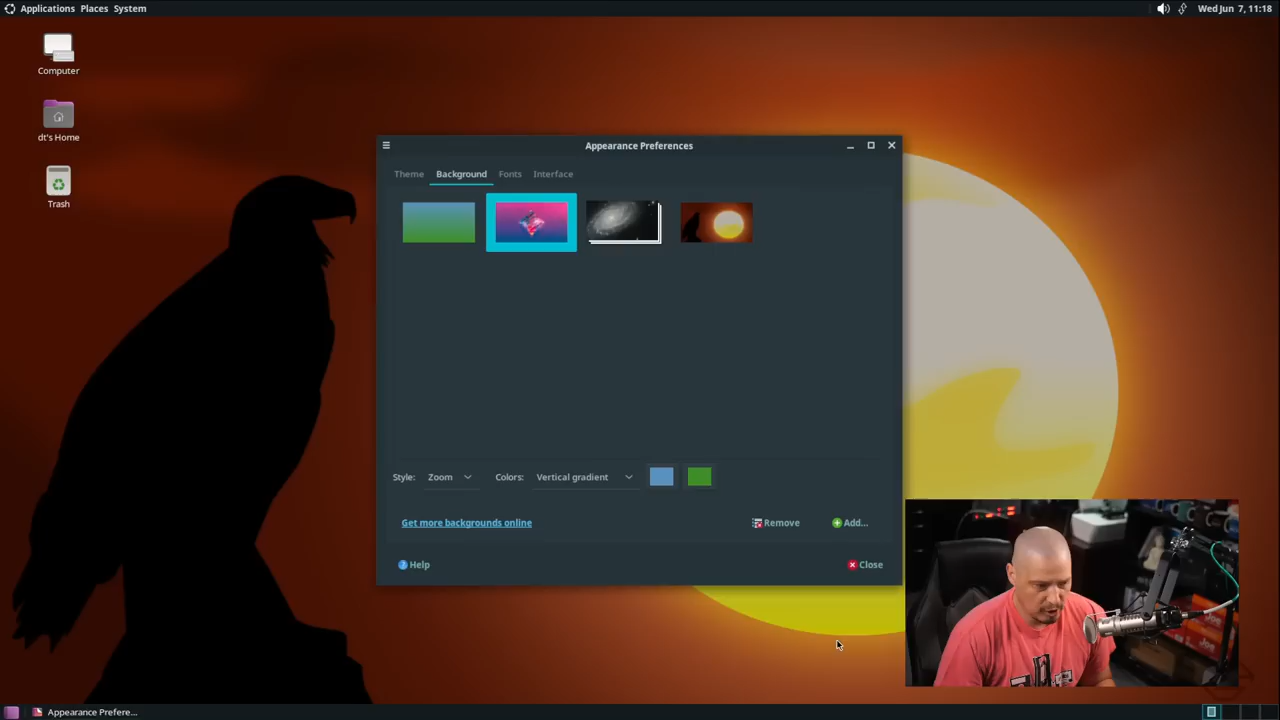 Applications Places System
Wed Jun 7, 11:18
Computer
dt's Home
Trash
Appearance Preferences
Theme Background Fonts Interface
Style: Zoom Colors: Vertical gradient
Get more backgrounds online
Remove
Add...
Help
Close
Appearance Prefere...